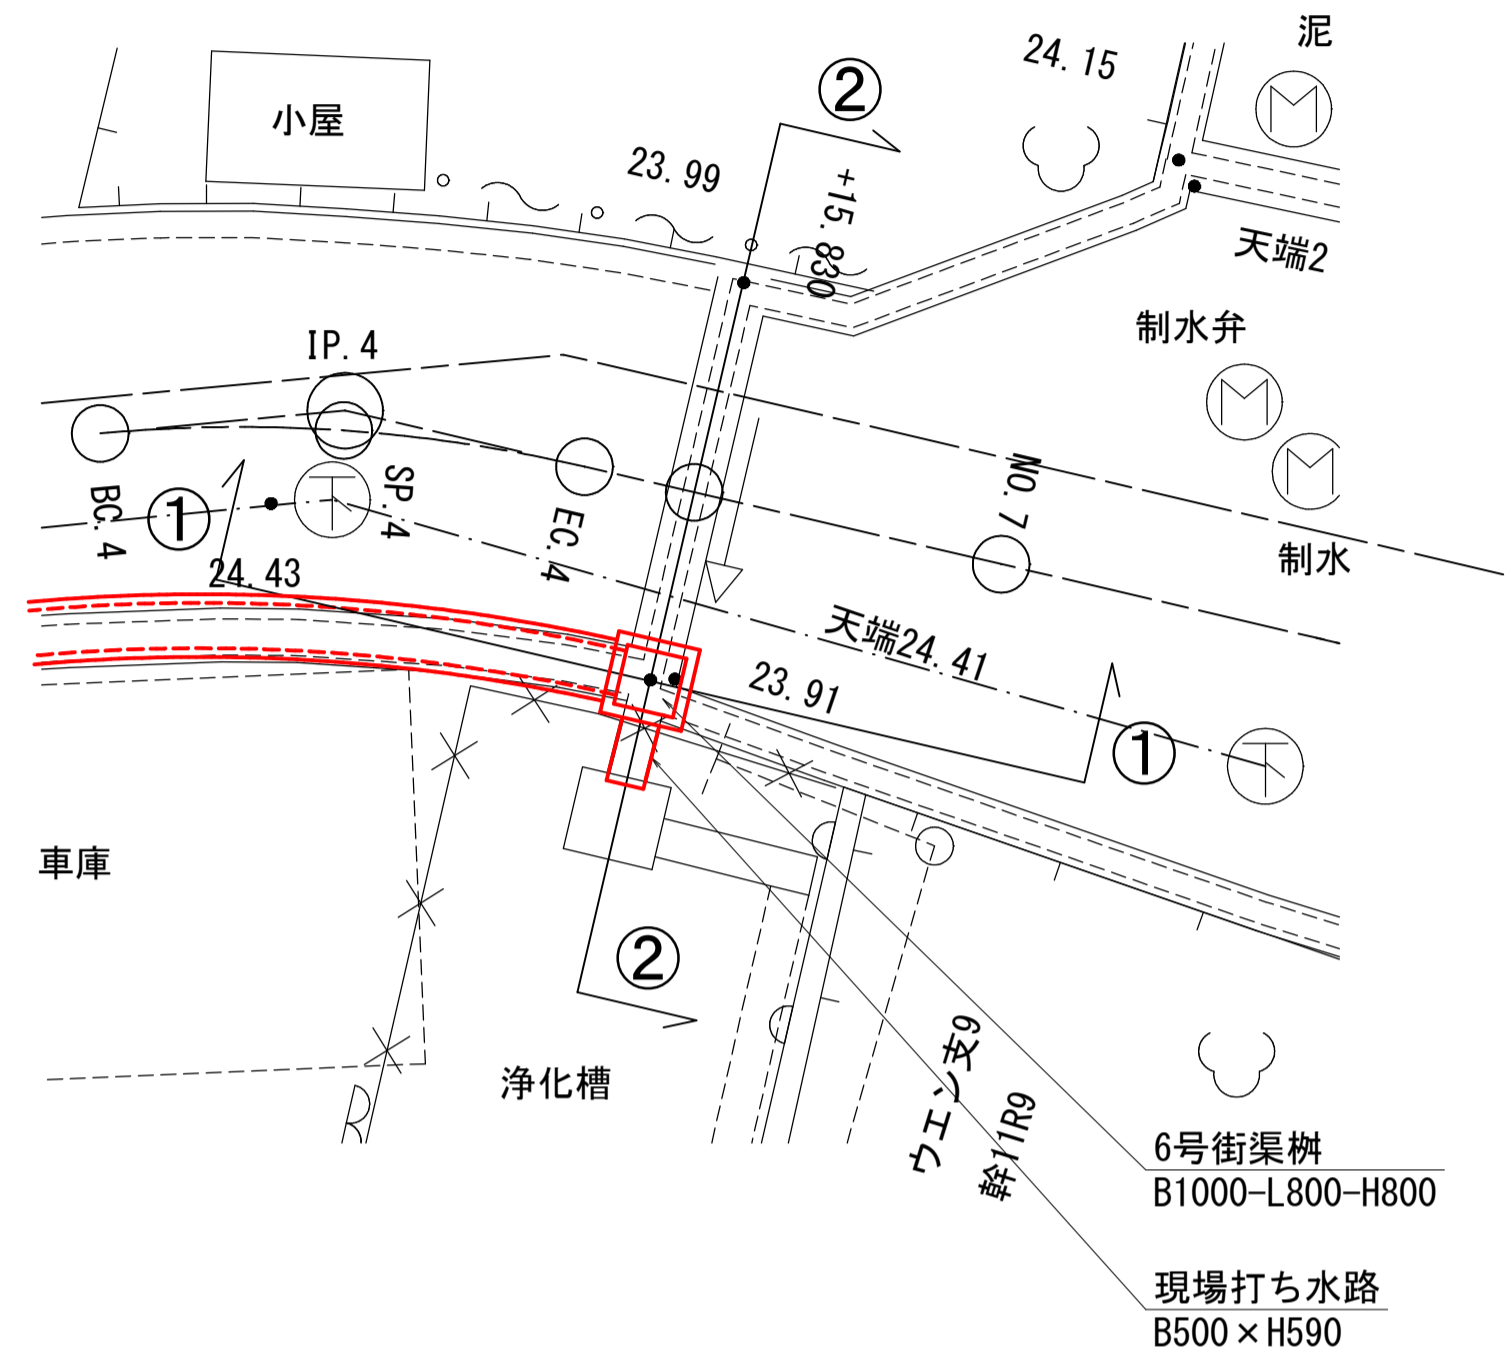 泥
24.15
②
小屋
23.99
+15.830
天端2
制水弁
IP.4
NO.7
SP.4
BC.4
①
EC.4
制水
24.43
天端24.41
23.91
①
車庫
②
浄化槽
ウエン支9
幹11R9
6号街渠桝
B1000-L800-H800
現場打ち水路
B500×H590